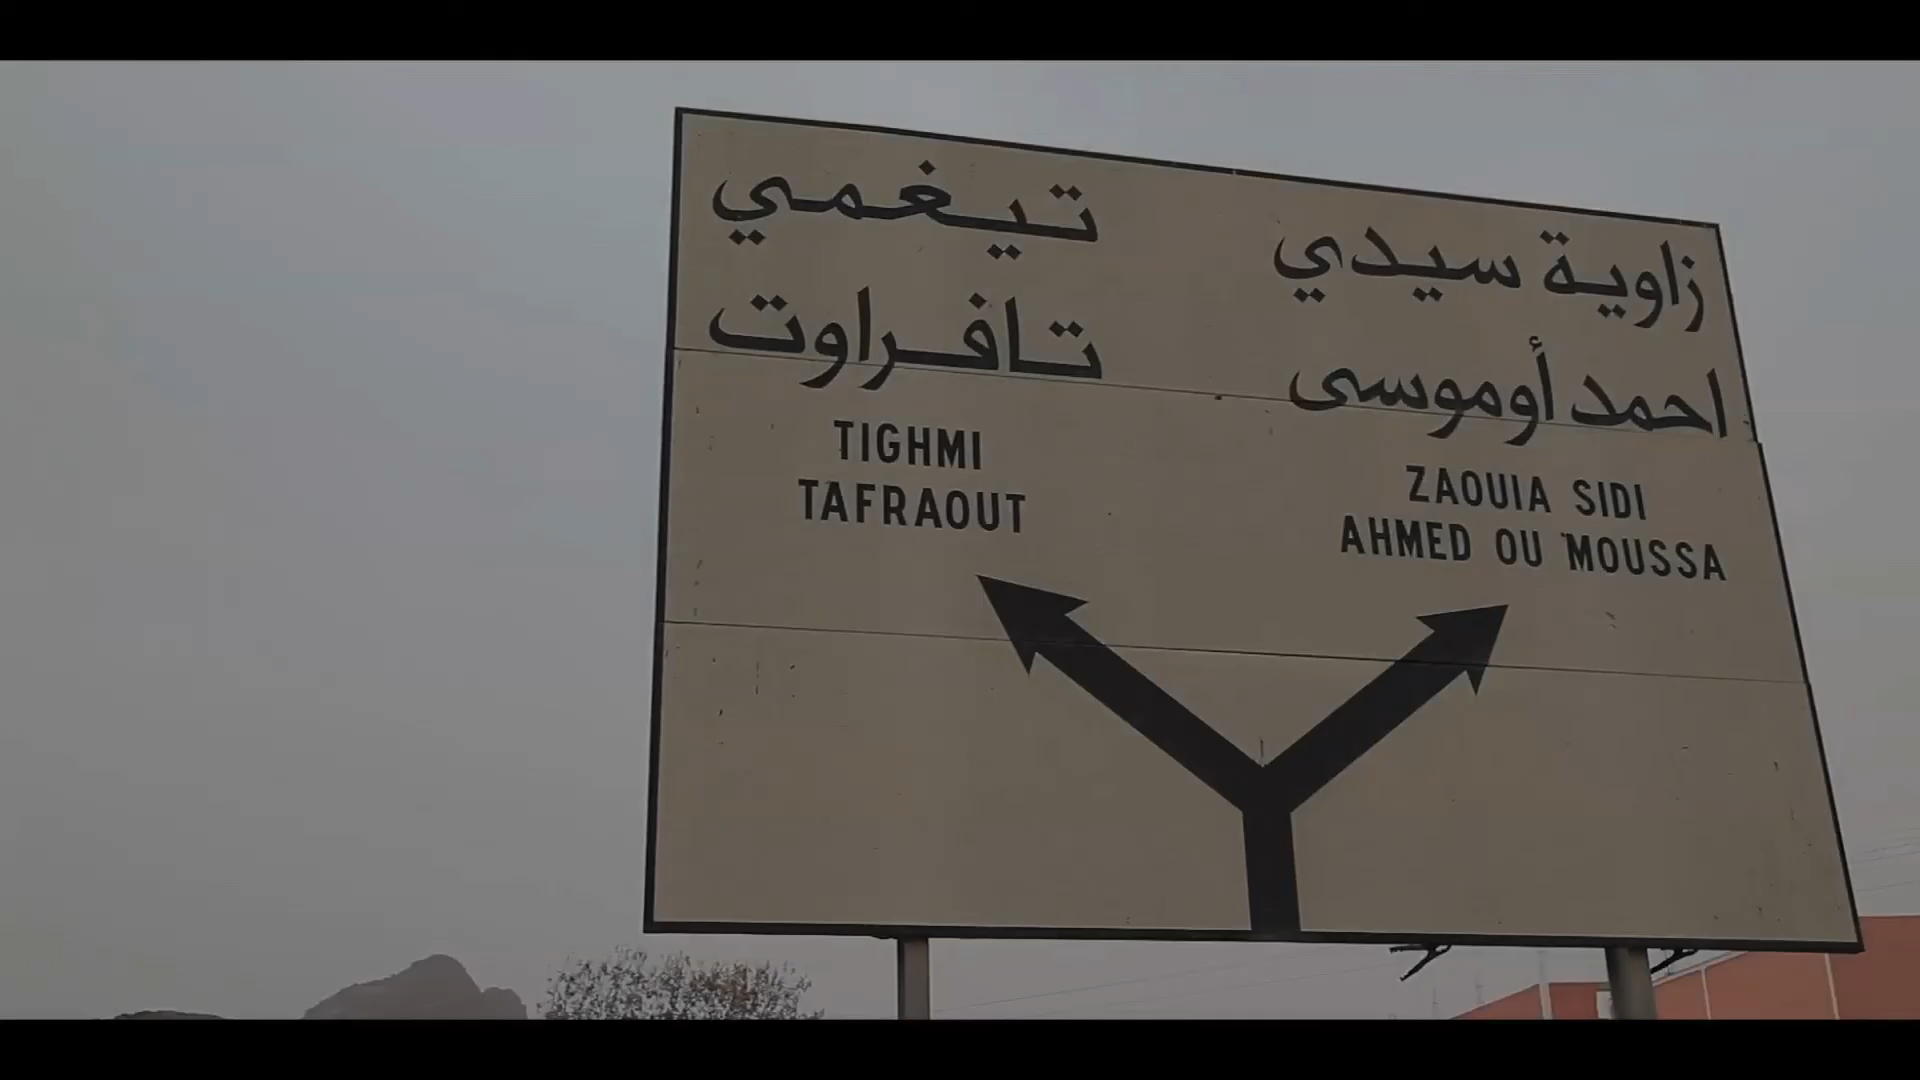 تيغمي
تافراوت
TIGHMI
TAFRAOUT
زاوية سيدي
احمد أوموسى
ZAOUIA SIDI
AHMED OU MOUSSA